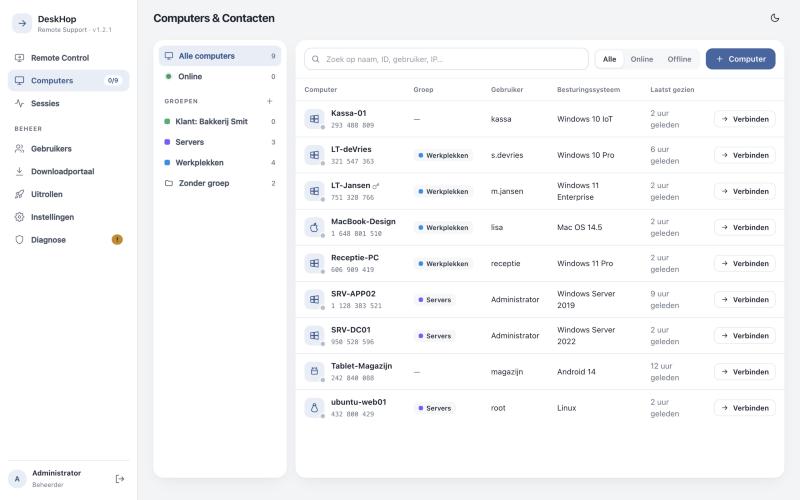 DeskHop
Remote Support · v1.2.1
Remote Control
Computers 0/9
Sessies
BEHEER
Gebruikers
Downloadportaal
Uitrollen
Instellingen
Diagnose !
A
Administrator
Beheerder
Computers & Contacten
Alle computers 9
Online 0
GROEPEN +
Klant: Bakkerij Smit 0
Servers 3
Werkplekken 4
Zonder groep 2
Zoek op naam, ID, gebruiker, IP...
Alle Online Offline
+ Computer
Computer Groep Gebruiker Besturingssysteem Laatst gezien
Kassa-01 — kassa Windows 10 IoT 2 uur geleden → Verbinden
293 488 809
LT-deVries Werkplekken s.devries Windows 10 Pro 6 uur geleden → Verbinden
321 547 363
LT-Jansen Werkplekken m.jansen Windows 11 Enterprise 2 uur geleden → Verbinden
751 328 766
MacBook-Design Werkplekken lisa Mac OS 14.5 2 uur geleden → Verbinden
1 648 801 510
Receptie-PC Werkplekken receptie Windows 11 Pro 2 uur geleden → Verbinden
606 909 419
SRV-APP02 Servers Administrator Windows Server 2019 9 uur geleden → Verbinden
1 128 383 521
SRV-DC01 Servers Administrator Windows Server 2022 2 uur geleden → Verbinden
950 528 596
Tablet-Magazijn — magazijn Android 14 12 uur geleden → Verbinden
242 840 088
ubuntu-web01 Servers root Linux 2 uur geleden → Verbinden
432 800 429